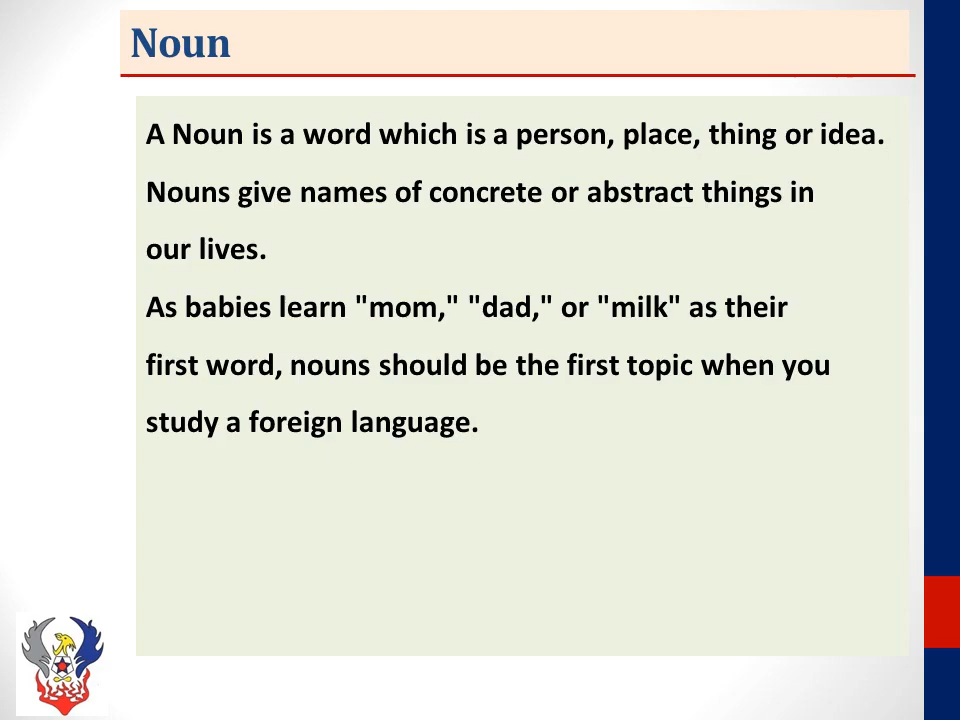 Noun
A Noun is a word which is a person, place, thing or idea.
Nouns give names of concrete or abstract things in
our lives.
As babies learn "mom," "dad," or "milk" as their
first word, nouns should be the first topic when you
study a foreign language.